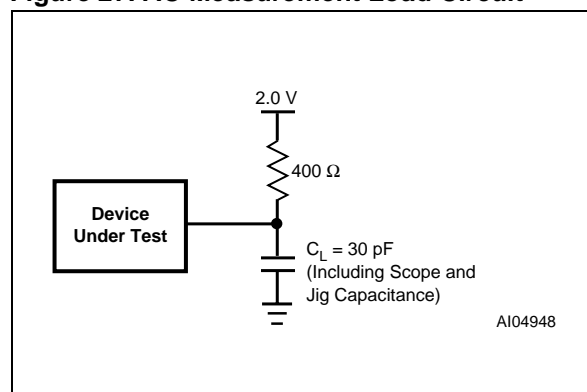 Figure AC Measurement Load Circuit
2.0 V
400 Ω
Device
Under Test
C_L = 30 pF
(Including Scope and
Jig Capacitance)
AI04948